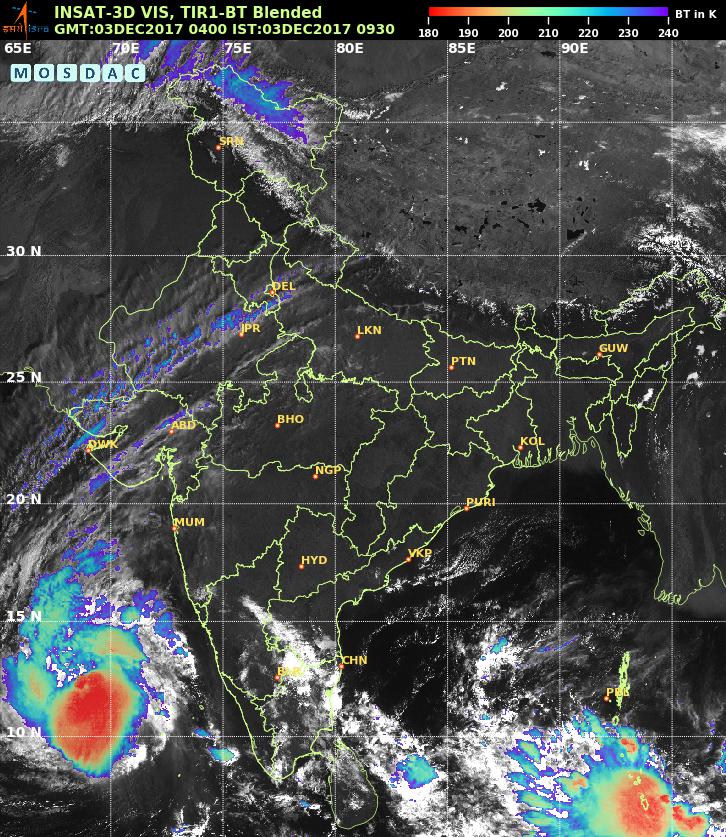 INSAT-3D VIS, TIR1-BT Blended
GMT:03DEC2017 0400 IST:03DEC2017 0930
BT in K
180 190 200 210 220 230 240
65E 70E 75E 80E 85E 90E
MOSDAC
SRN
30 N
DEL
JPR LKN
GUW
PTN
25 N
ABD BHO
DWK KOL
NGP
20 N PURI
MUM
HYD VKP
15 N
CHN
PBL
10 N